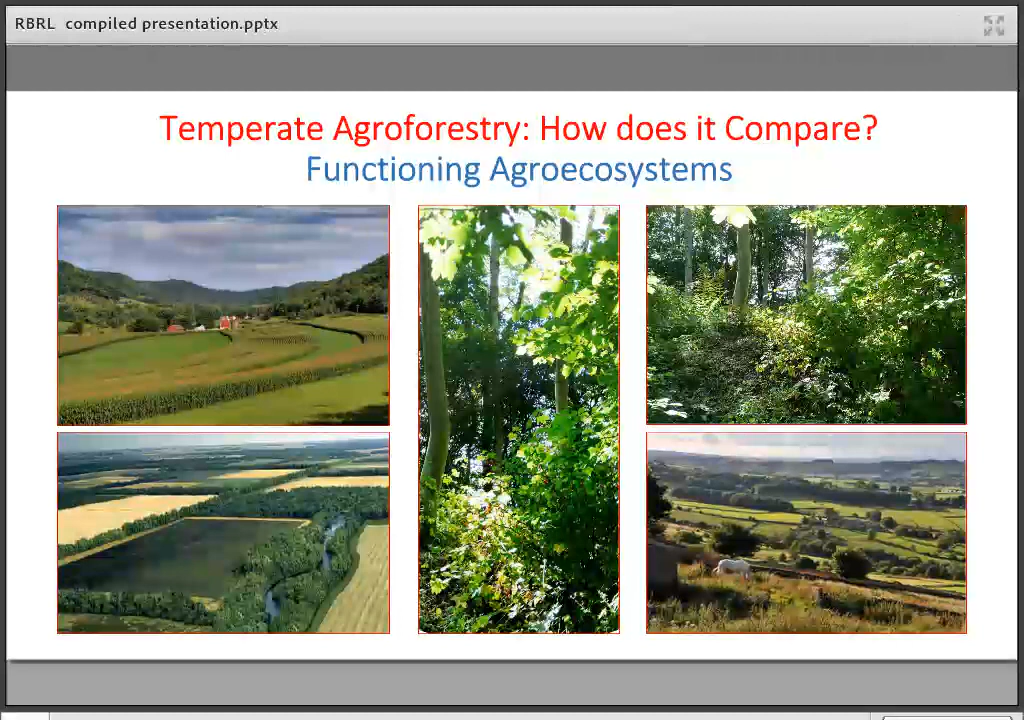 RBRL compiled presentation.pptx
Temperate Agroforestry: How does it Compare?
Functioning Agroecosystems